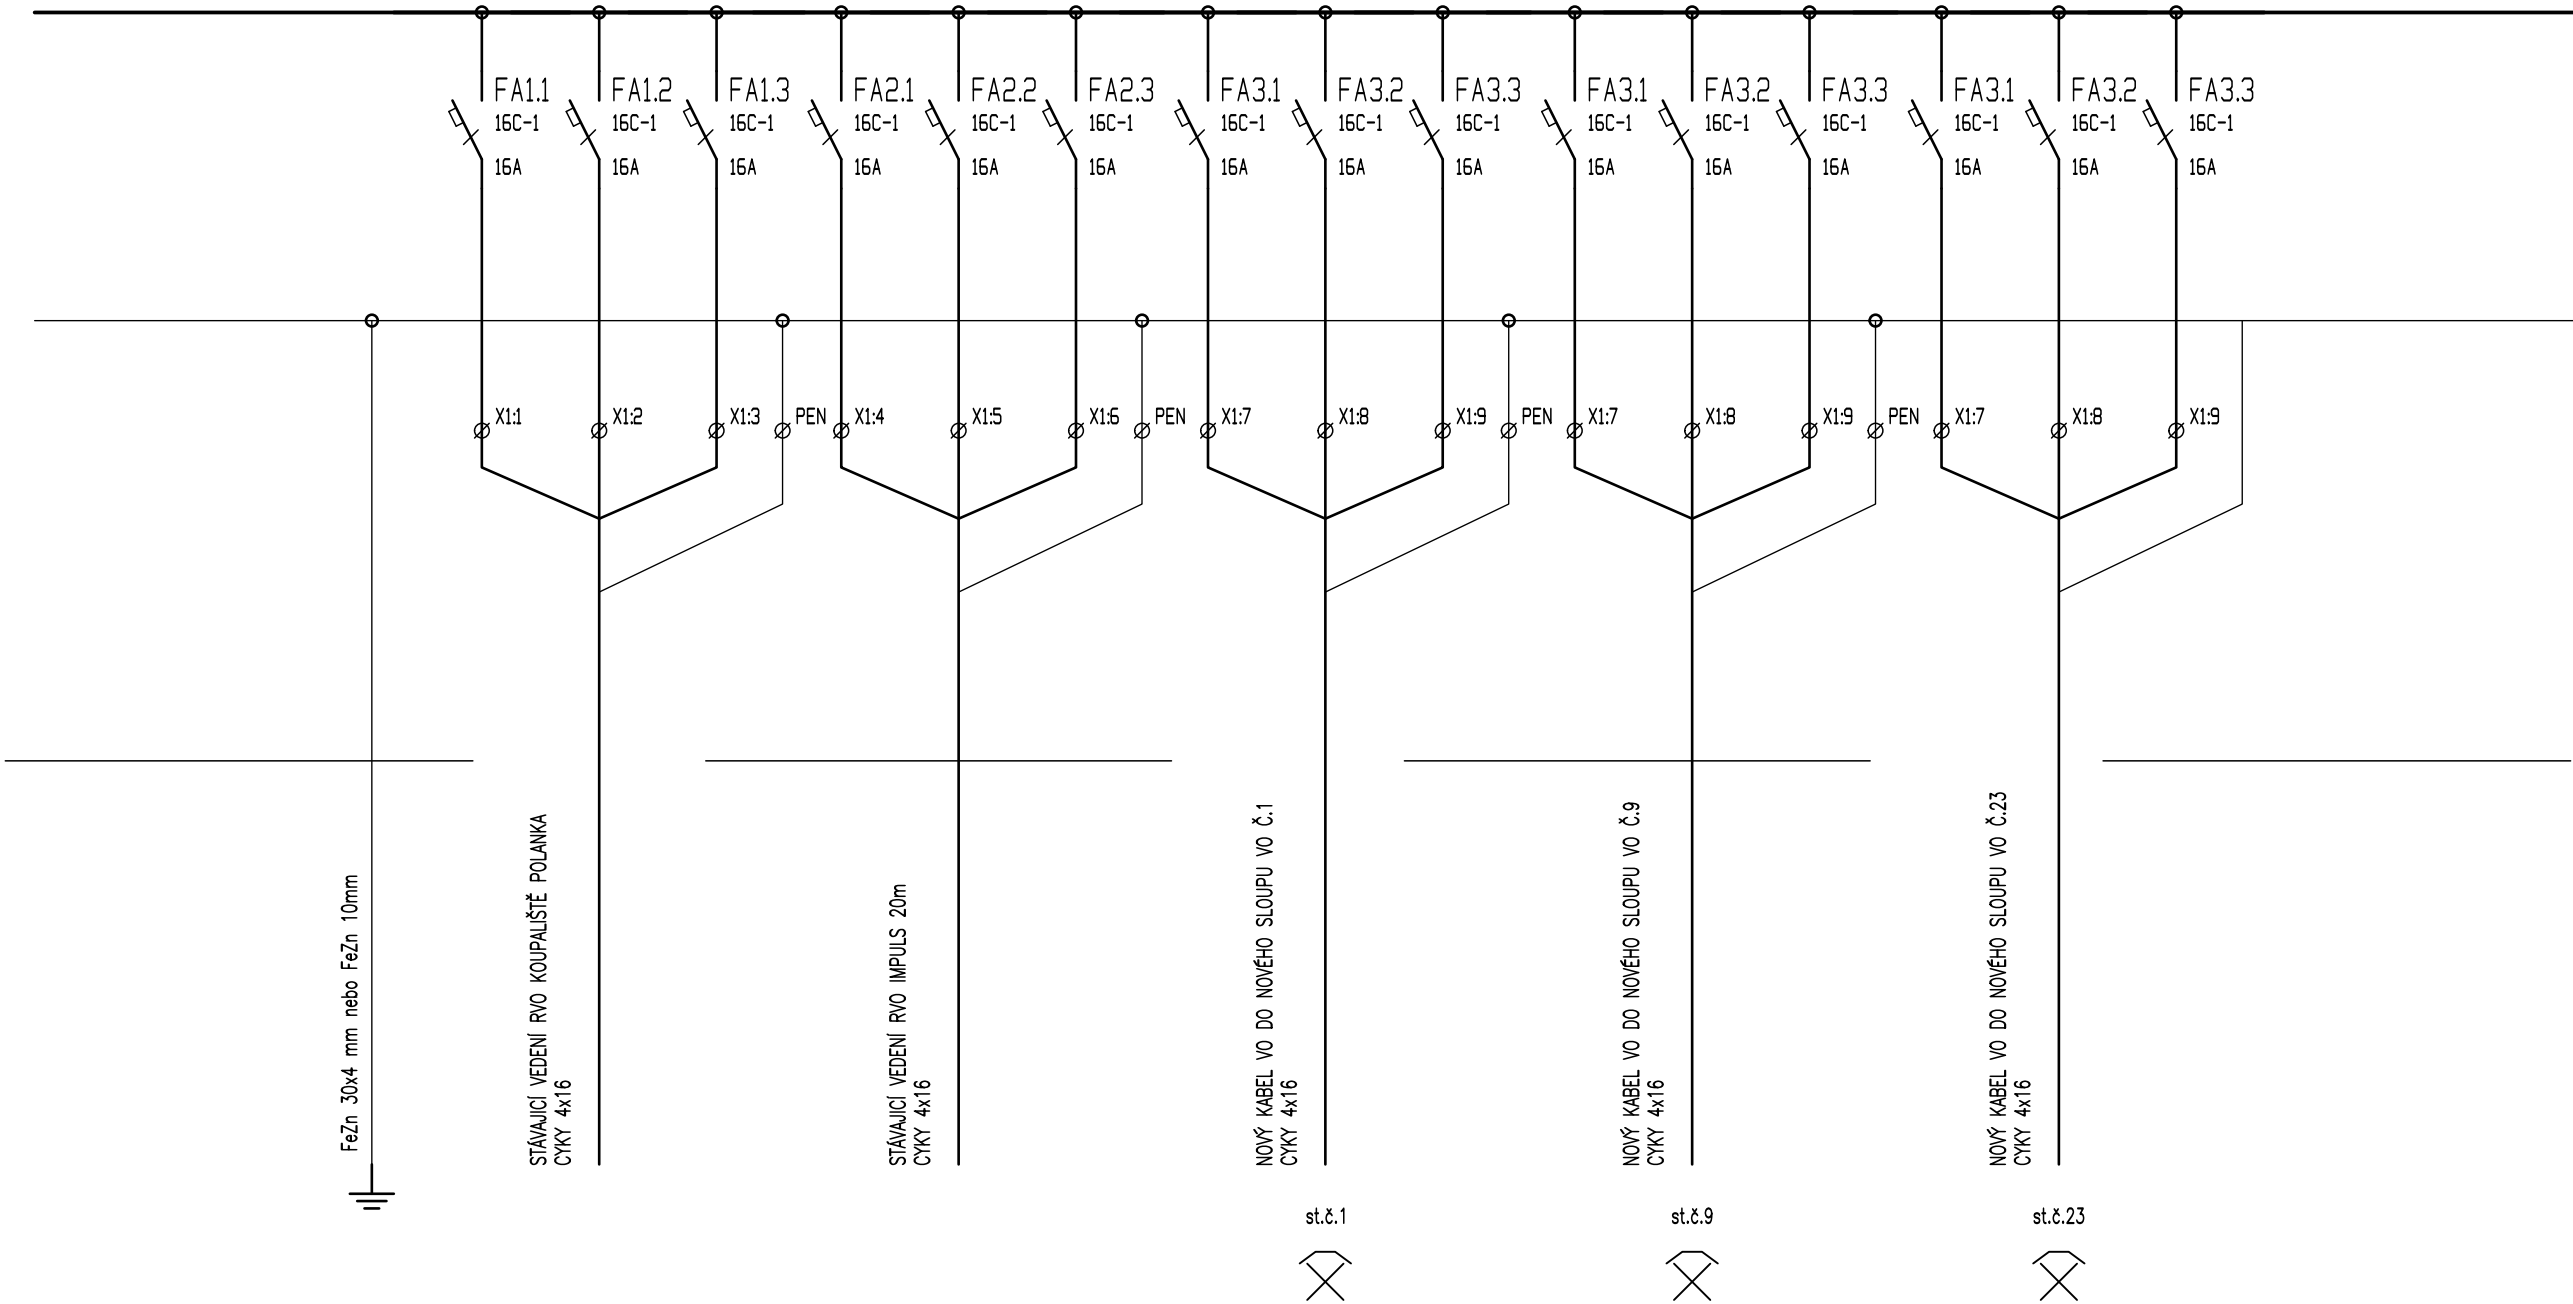 FA1.1
16C-1
16A
FA1.2
16C-1
16A
FA1.3
16C-1
16A
FA2.1
16C-1
16A
FA2.2
16C-1
16A
FA2.3
16C-1
16A
FA3.1
16C-1
16A
FA3.2
16C-1
16A
FA3.3
16C-1
16A
FA3.1
16C-1
16A
FA3.2
16C-1
16A
FA3.3
16C-1
16A
FA3.1
16C-1
16A
FA3.2
16C-1
16A
FA3.3
16C-1
16A
X1:1
X1:2
X1:3
PEN
X1:4
X1:5
X1:6
PEN
X1:7
X1:8
X1:9
PEN
X1:7
X1:8
X1:9
PEN
X1:7
X1:8
X1:9
FeZn 30x4 mm nebo FeZn 10mm
STÁVAJICÍ VEDENÍ RVO KOUPALIŠTĚ POLANKA
CYKY 4x16
STÁVAJICÍ VEDENÍ RVO IMPULS 20m
CYKY 4x16
NOVÝ KABEL VO DO NOVÉHO SLOUPU VO Č.1
CYKY 4x16
NOVÝ KABEL VO DO NOVÉHO SLOUPU VO Č.9
CYKY 4x16
NOVÝ KABEL VO DO NOVÉHO SLOUPU VO Č.23
CYKY 4x16
st.č.1
st.č.9
st.č.23